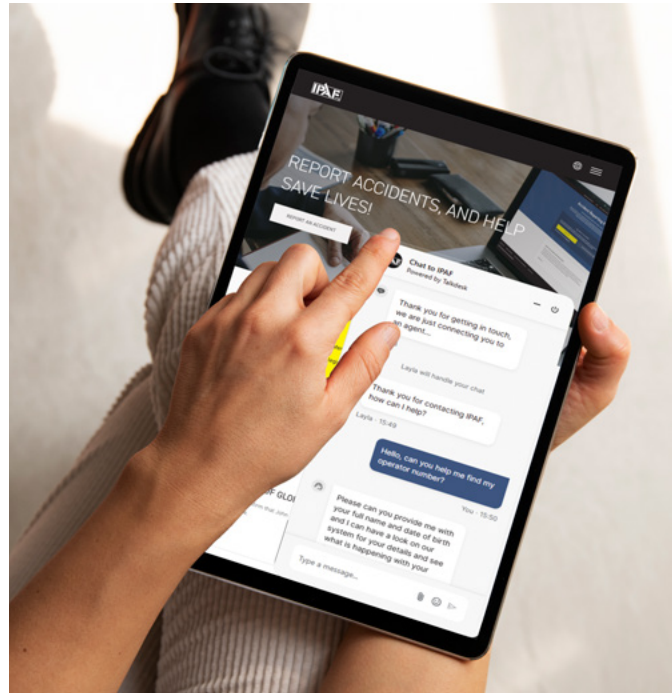 IPAF
REPORT ACCIDENTS, AND HELP
SAVE LIVES!
REPORT AN ACCIDENT
Chat to IPAF
Powered by Talkdesk
Thank you for getting in touch,
we are just connecting you to
an agent...
Layla will handle your chat
Thank you for contacting IPAF,
how can I help?
Layla · 15:49
Hello, can you help me find my
operator number?
You · 15:50
Please can you provide me with
your full name and date of birth
and I can have a look on our
system for your details and see
what is happening with your
Type a message...